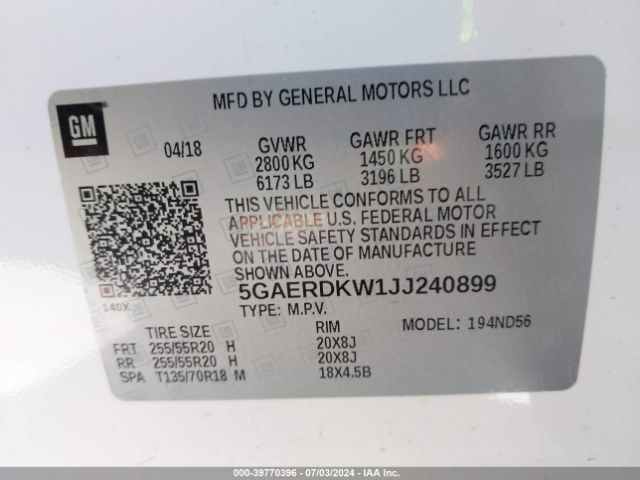 MFD BY GENERAL MOTORS LLC
GM
04/18
GVWR GAWR FRT GAWR RR
2800 KG 1450 KG 1600 KG
6173 LB 3196 LB 3527 LB
THIS VEHICLE CONFORMS TO ALL
APPLICABLE U.S. FEDERAL MOTOR
VEHICLE SAFETY STANDARDS IN EFFECT
ON THE DATE OF MANUFACTURE
SHOWN ABOVE.
140X
5GAERDKW1JJ240899
TYPE: M.P.V.
MODEL: 194ND56
TIRE SIZE RIM
FRT 255/55R20 H 20X8J
RR 255/55R20 H 20X8J
SPA T135/70R18 M 18X4.5B
000-39770396 - 07/03/2024 - IAAI.COM